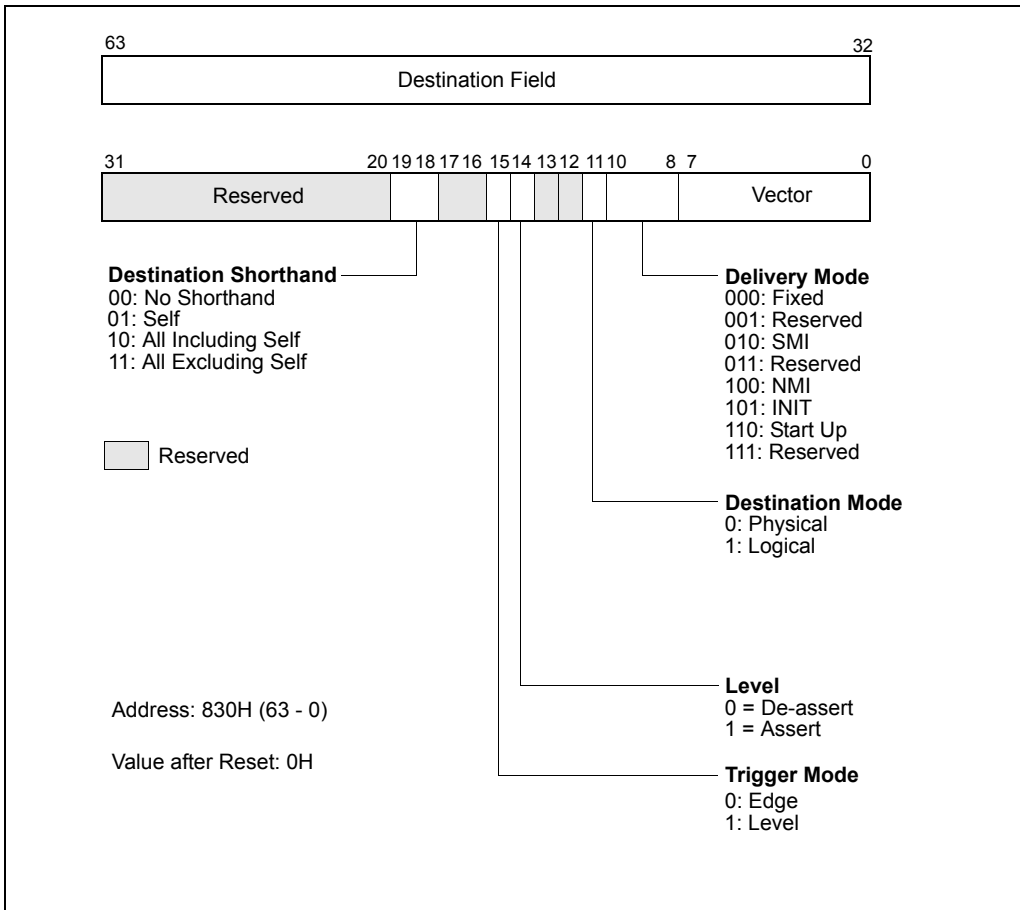 63 32
Destination Field
31 20 19 18 17 16 15 14 13 12 11 10 8 7 0
Reserved Vector
Destination Shorthand
00: No Shorthand
01: Self
10: All Including Self
11: All Excluding Self
Reserved
Delivery Mode
000: Fixed
001: Reserved
010: SMI
011: Reserved
100: NMI
101: INIT
110: Start Up
111: Reserved
Destination Mode
0: Physical
1: Logical
Address: 830H (63 - 0)
Value after Reset: 0H
Level
0 = De-assert
1 = Assert
Trigger Mode
0: Edge
1: Level